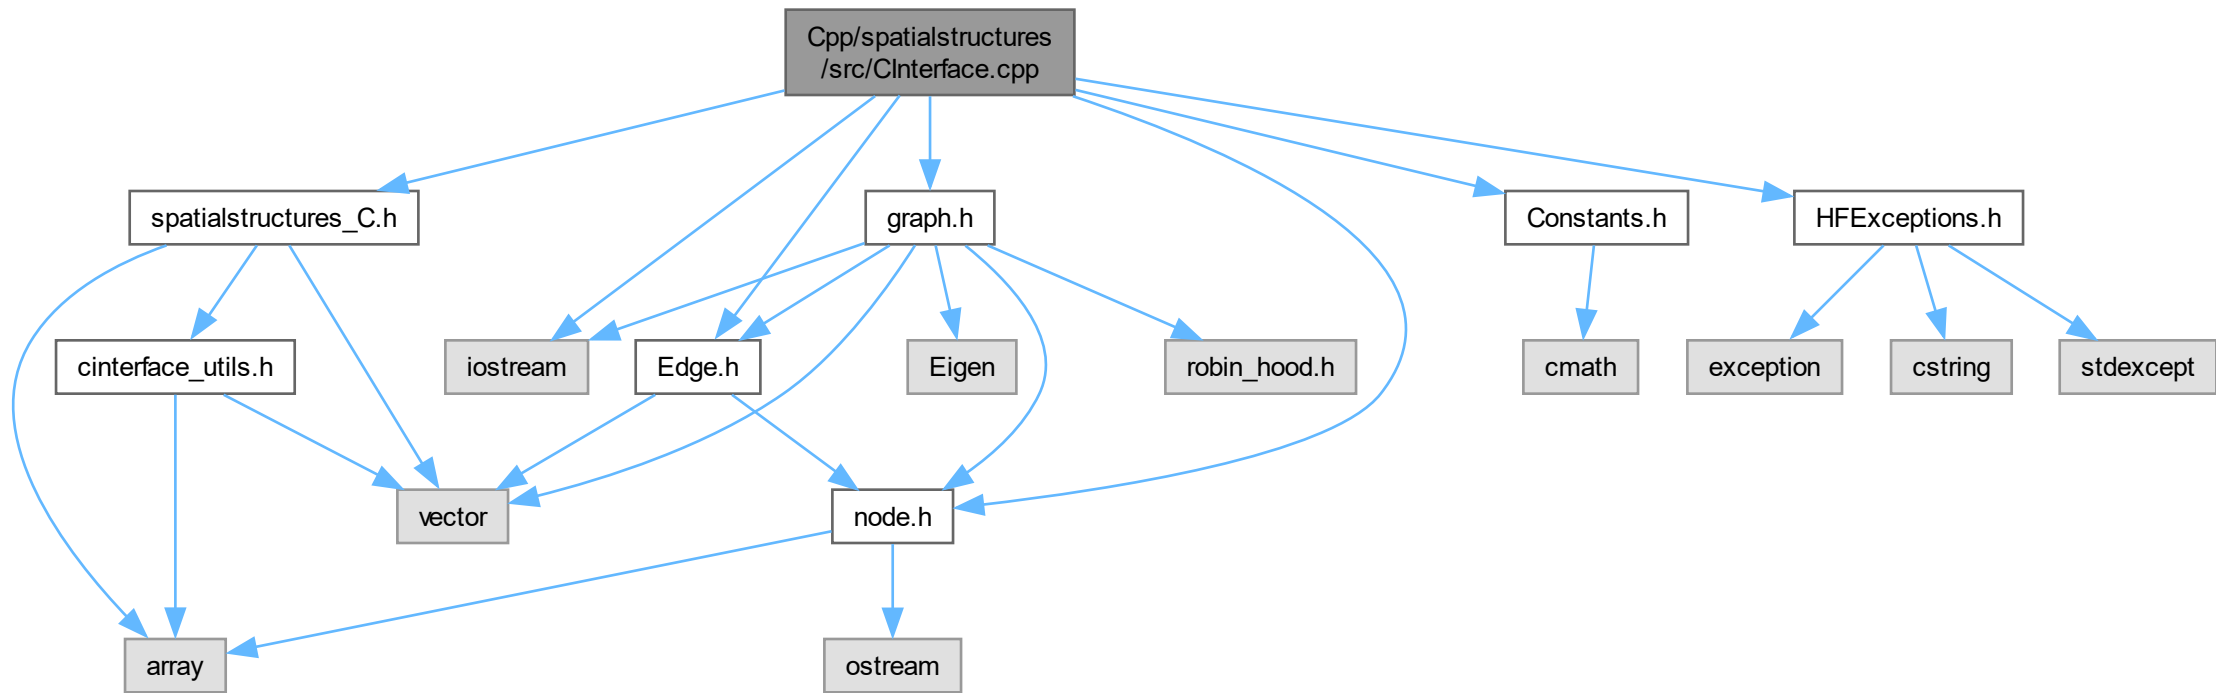 Cpp/spatialstructures
/src/CInterface.cpp
spatialstructures_C.h
graph.h
Constants.h
HFExceptions.h
cinterface_utils.h
iostream
Edge.h
Eigen
robin_hood.h
cmath
exception
cstring
stdexcept
vector
node.h
array
ostream